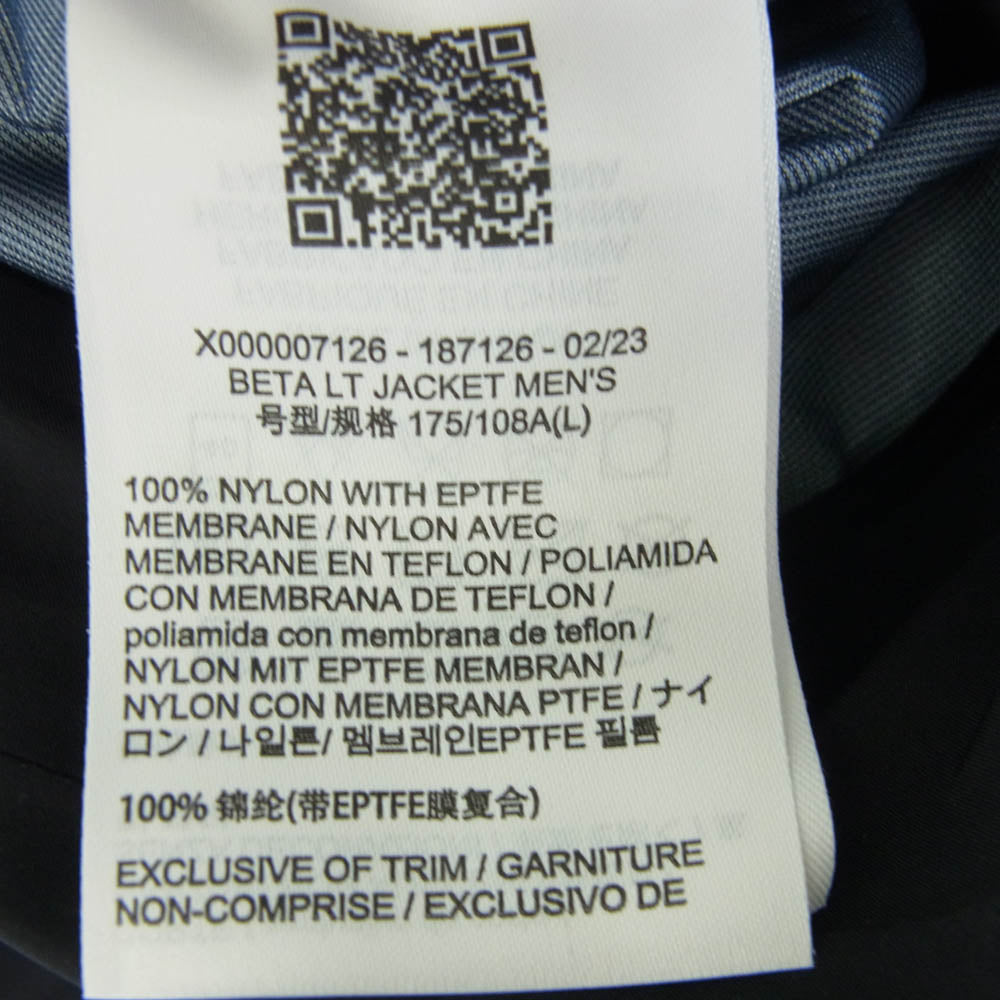 X000007126 - 187126 - 02/23
BETA LT JACKET MEN'S
号型/规格 175/108A(L)
100% NYLON WITH EPTFE
MEMBRANE / NYLON AVEC
MEMBRANE EN TEFLON / POLIAMIDA
CON MEMBRANA DE TEFLON /
poliamida con membrana de teflon /
NYLON MIT EPTFE MEMBRAN /
NYLON CON MEMBRANA PTFE / ナイ
ロン / 나일론/ 멤브레인EPTFE 필름
100% 锦纶(带EPTFE膜复合)
EXCLUSIVE OF TRIM / GARNITURE
NON-COMPRISE / EXCLUSIVO DE